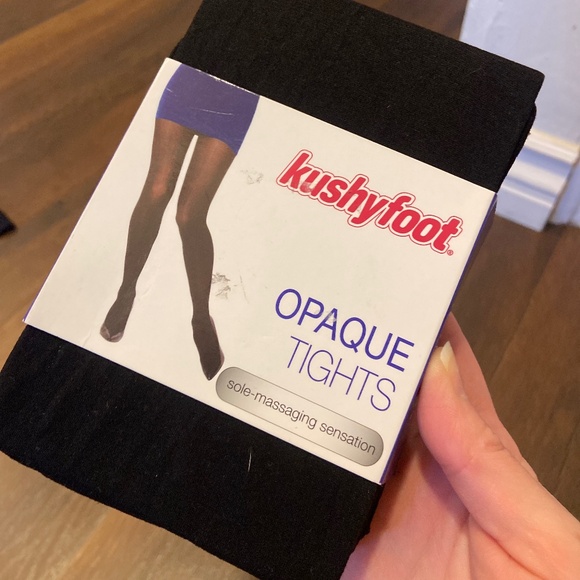 kushyfoot®
OPAQUE
TIGHTS
sole-massaging sensation